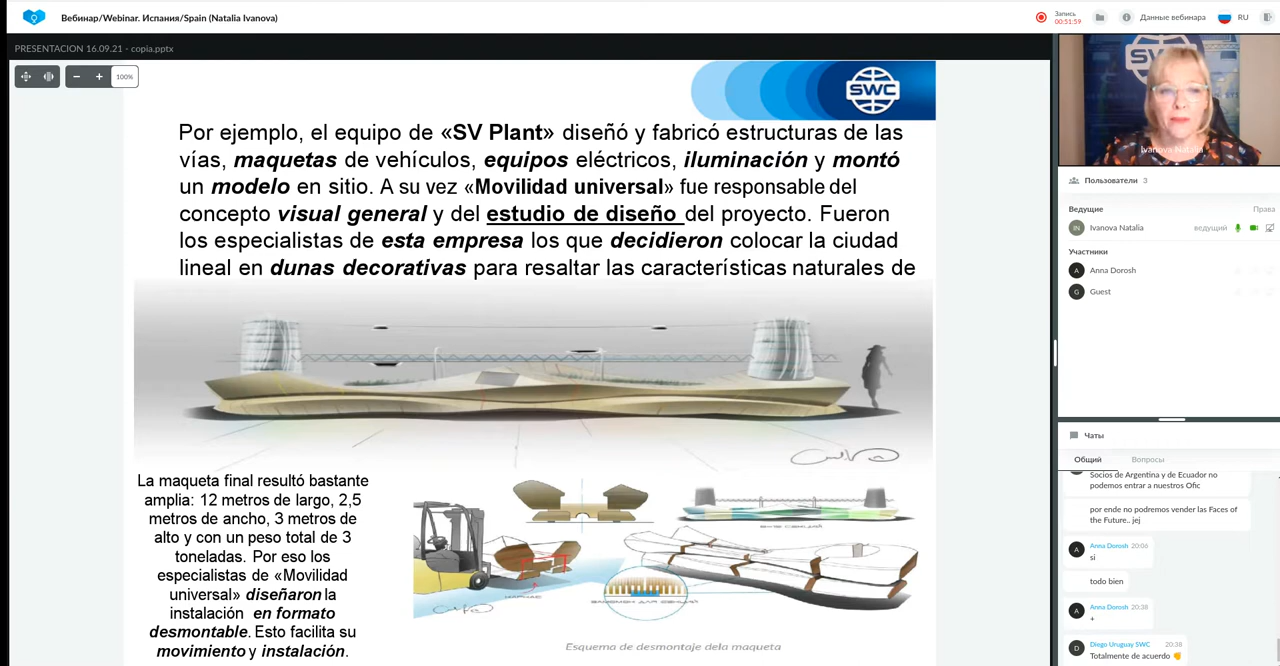 Вебинар/Webinar. Испания/Spain (Natalia Ivanova)
Запись
00:51:59
Данные вебинара
RU
PRESENTACION 16.09.21 - copia.pptx
100%
SWC
Por ejemplo, el equipo de «SV Plant» diseñó y fabricó estructuras de las
vías, maquetas de vehículos, equipos eléctricos, iluminación y montó
un modelo en sitio. A su vez «Movilidad universal» fue responsable del
concepto visual general y del estudio de diseño del proyecto. Fueron
los especialistas de esta empresa los que decidieron colocar la ciudad
lineal en dunas decorativas para resaltar las características naturales de
La maqueta final resultó bastante
amplia: 12 metros de largo, 2,5
metros de ancho, 3 metros de
alto y con un peso total de 3
toneladas. Por eso los
especialistas de «Movilidad
universal» diseñaron la
instalación en formato
desmontable. Esto facilita su
movimiento y instalación.
Esquema de desmontaje dela maqueta
Ivanova Natalia
Пользователи 3
Ведущие Права
IN Ivanova Natalia ведущий
Участники
A Anna Dorosh
G Guest
Чаты
Общий Вопросы
Socios de Argentina y de Ecuador no
podemos entrar a nuestros Ofic
por ende no podremos vender las Faces of
the Future.. jej
A Anna Dorosh 20:06
si
todo bien
A Anna Dorosh 20:38
+
D Diego Uruguay SWC 20:38
Totalmente de acuerdo